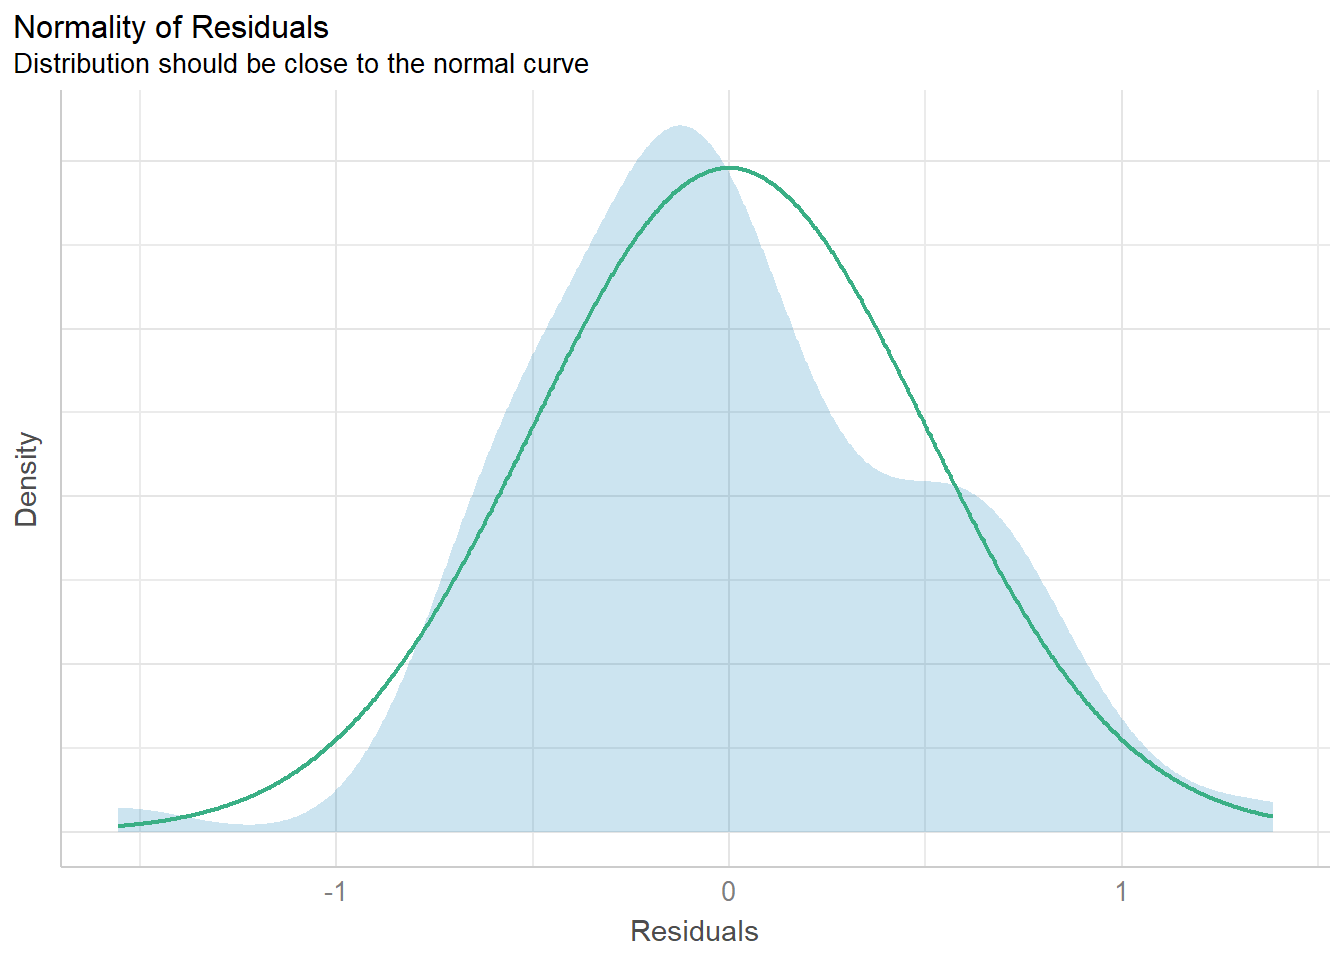 Normality of Residuals
Distribution should be close to the normal curve
Density
-1
0
1
Residuals